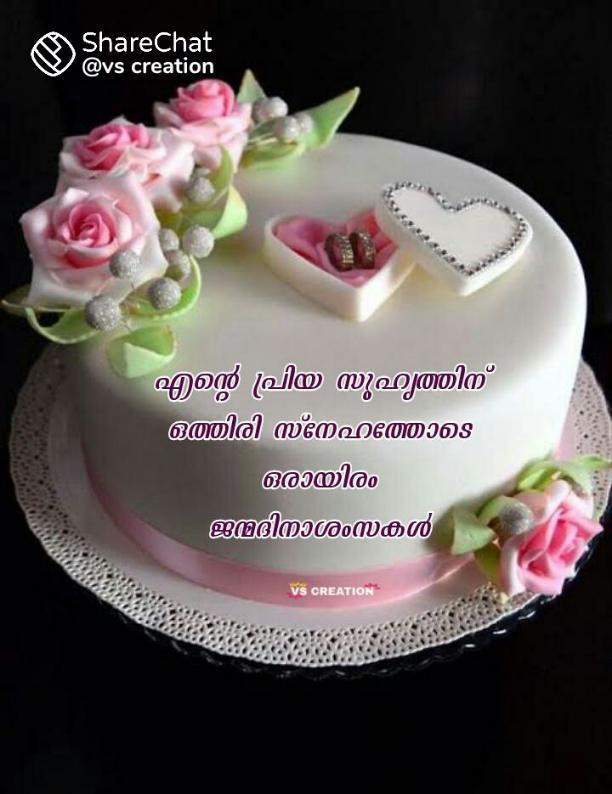 ShareChat
@vs creation
എന്റെ പ്രിയ സുഹൃത്തിന്
ഒത്തിരി സ്നേഹത്തോടെ
ഒരായിരം
ജന്മദിനാശംസകൾ
VS CREATION